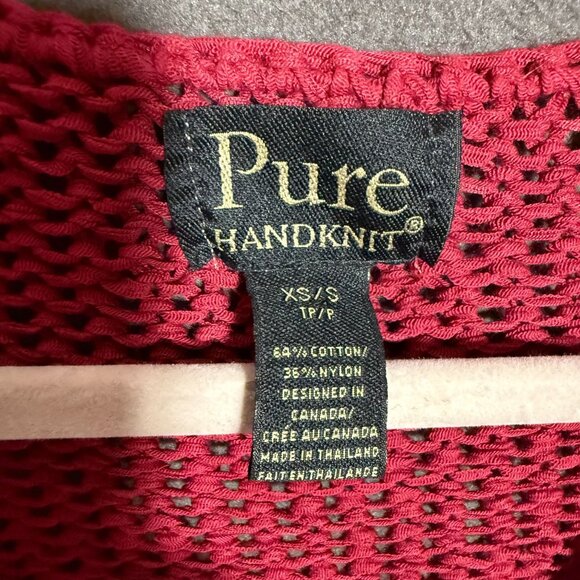 Pure
HANDKNIT®
XS/S
TP/P
64% COTTON/
36% NYLON
DESIGNED IN
CANADA/
CRÉE AU CANADA
MADE IN THAILAND
FAIT EN THAILANDE